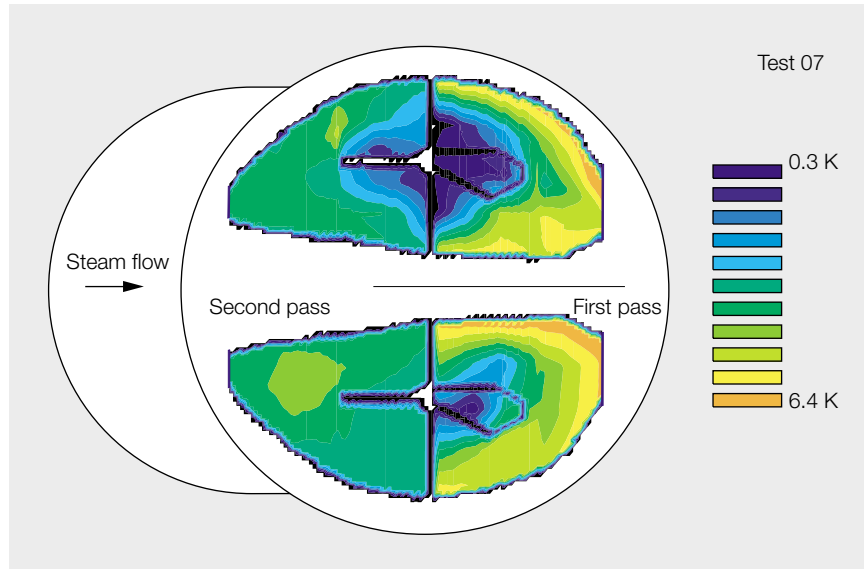 Test 07
0.3 K
Steam flow
Second pass
First pass
6.4 K